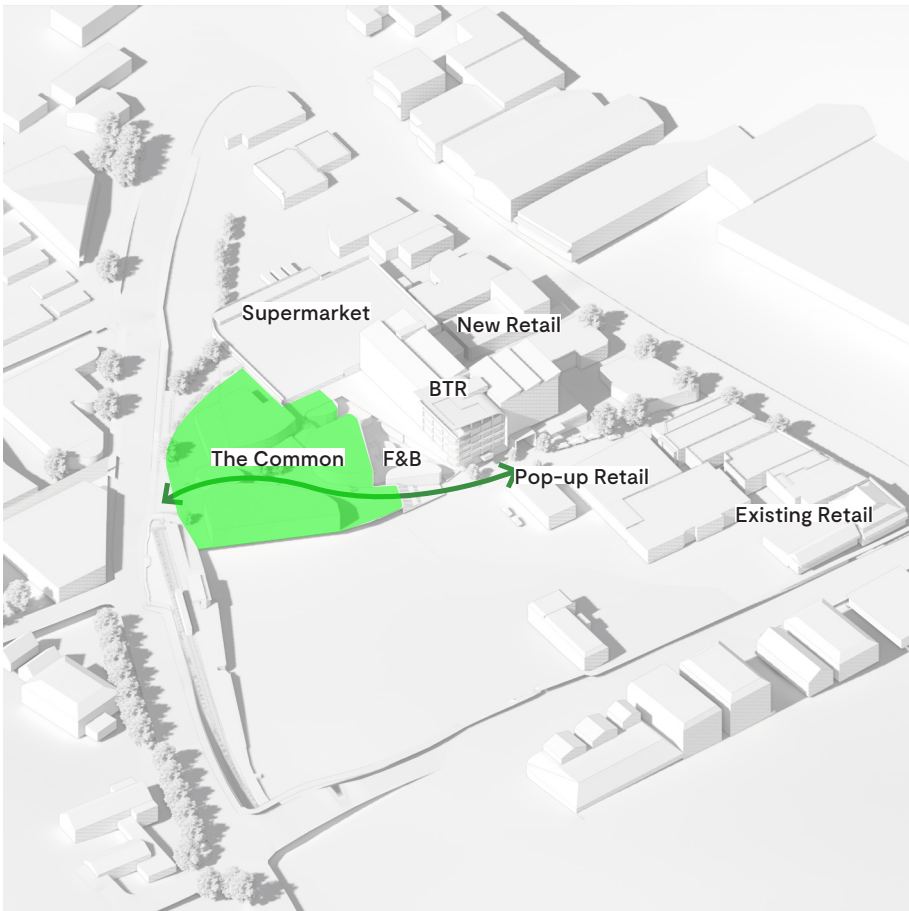 Supermarket
New Retail
BTR
The Common
F&B
Pop-up Retail
Existing Retail